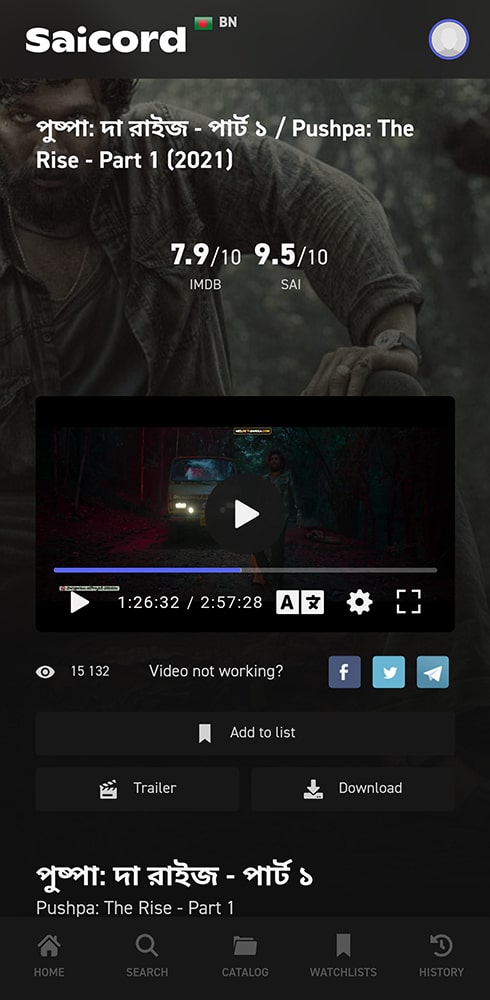 Saicord
BN
পুষ্পা: দা রাইজ - পার্ট ১ / Pushpa: The
Rise - Part 1 (2021)
7.9/10 9.5/10
IMDB SAI
1:26:32 / 2:57:28 A
15 132 Video not working?
Add to list
Trailer Download
পুষ্পা: দা রাইজ - পার্ট ১
Pushpa: The Rise - Part 1
HOME SEARCH CATALOG WATCHLISTS HISTORY